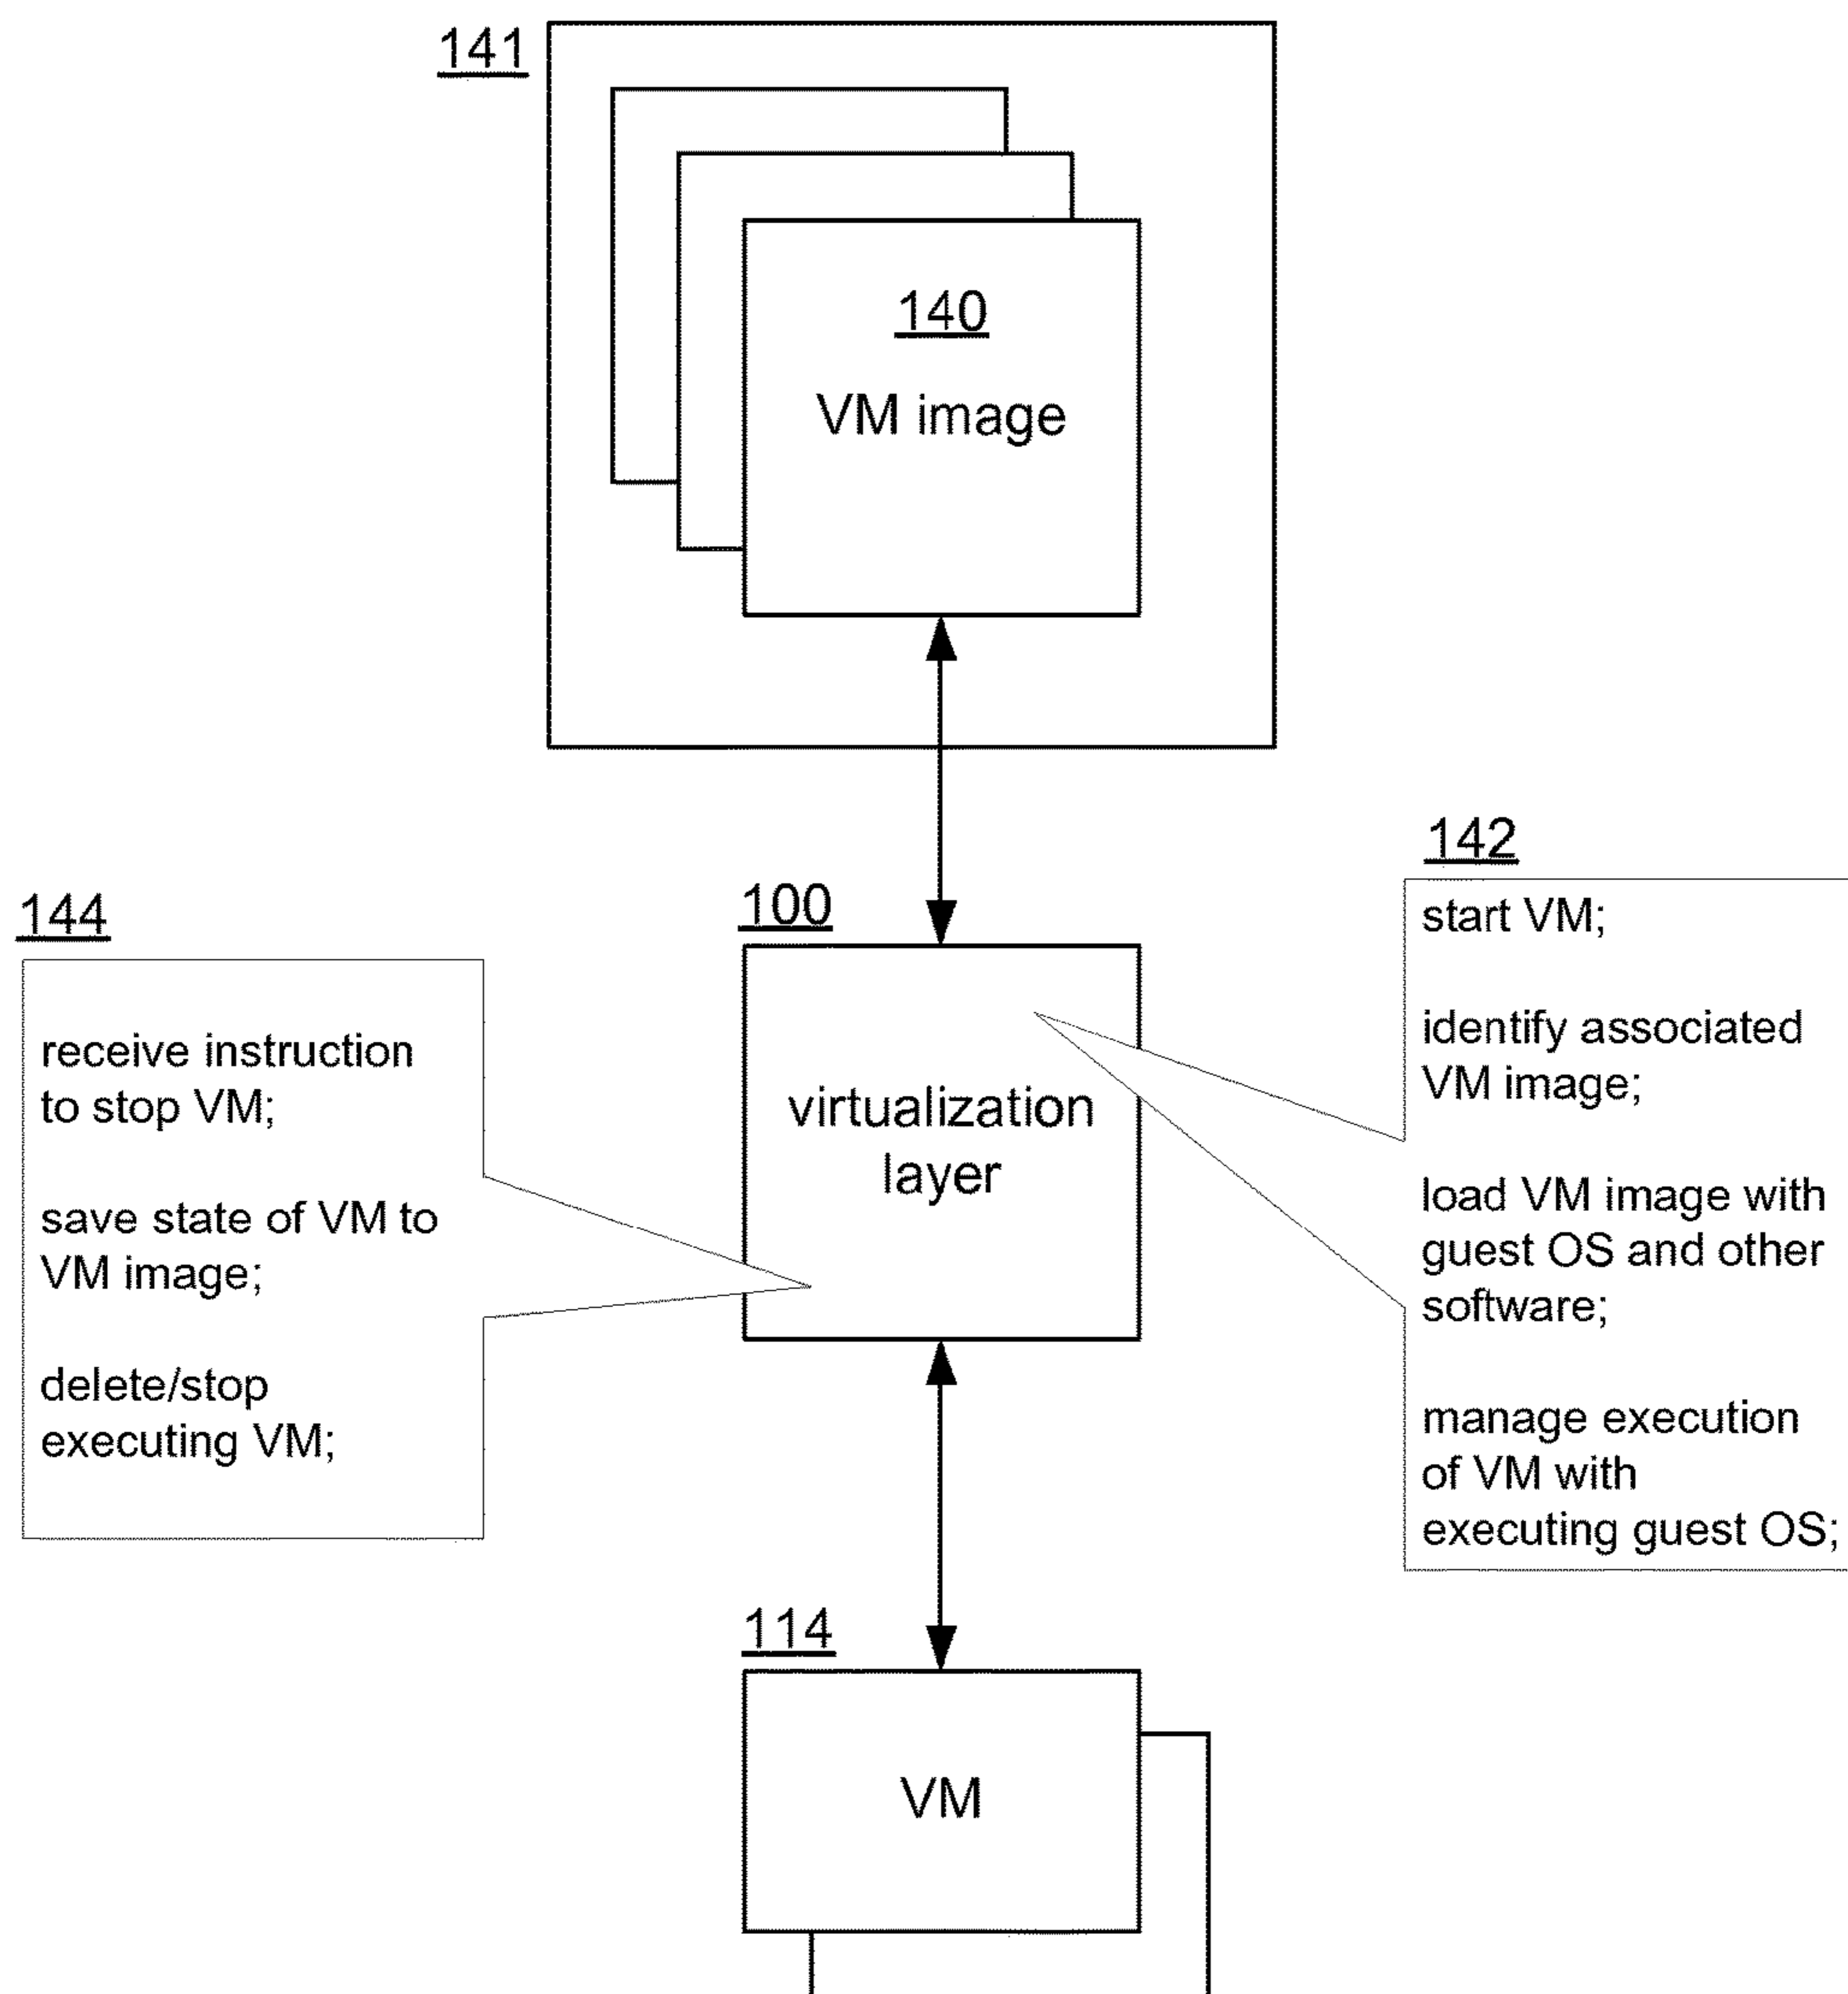 141
140
VM image
142
start VM;
identify associated
VM image;
load VM image with
guest OS and other
software;
manage execution
of VM with
executing guest OS;
100
virtualization
layer
144
receive instruction
to stop VM;
save state of VM to
VM image;
delete/stop
executing VM;
114
VM